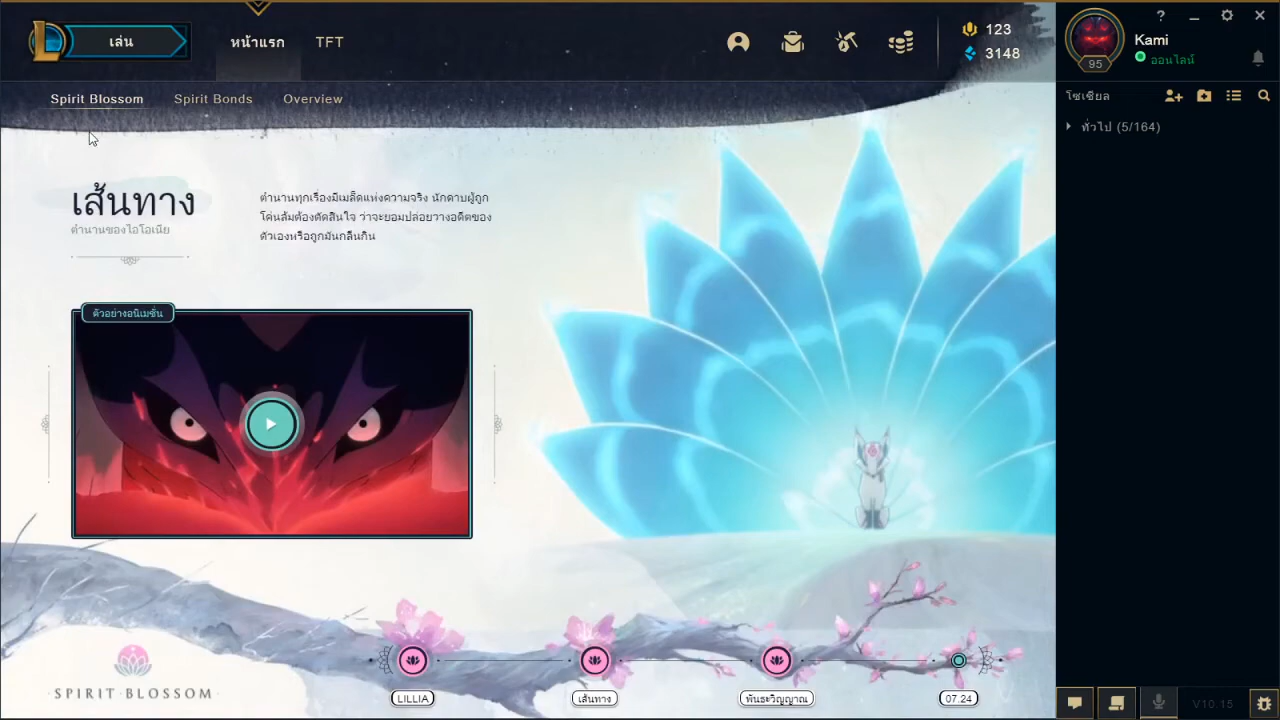 เล่น
หน้าแรก
TFT
123
3148
?
Kami
95
ออนไลน์
Spirit Blossom
Spirit Bonds
Overview
โซเชียล
ทั่วไป (5/164)
เส้นทาง
ตำนานของไอโอเนีย
ตำนานทุกเรื่องมีเมล็ดแห่งความจริง นักดาบผู้ถูก
โค่นล้มต้องตัดสินใจ ว่าจะยอมปล่อยวางอดีตของ
ตัวเองหรือถูกมันกลืนกิน
ตัวอย่างอนิเมชั่น
SPIRIT BLOSSOM
LILLIA
เส้นทาง
พันธะวิญญาณ
07.24
V10.15